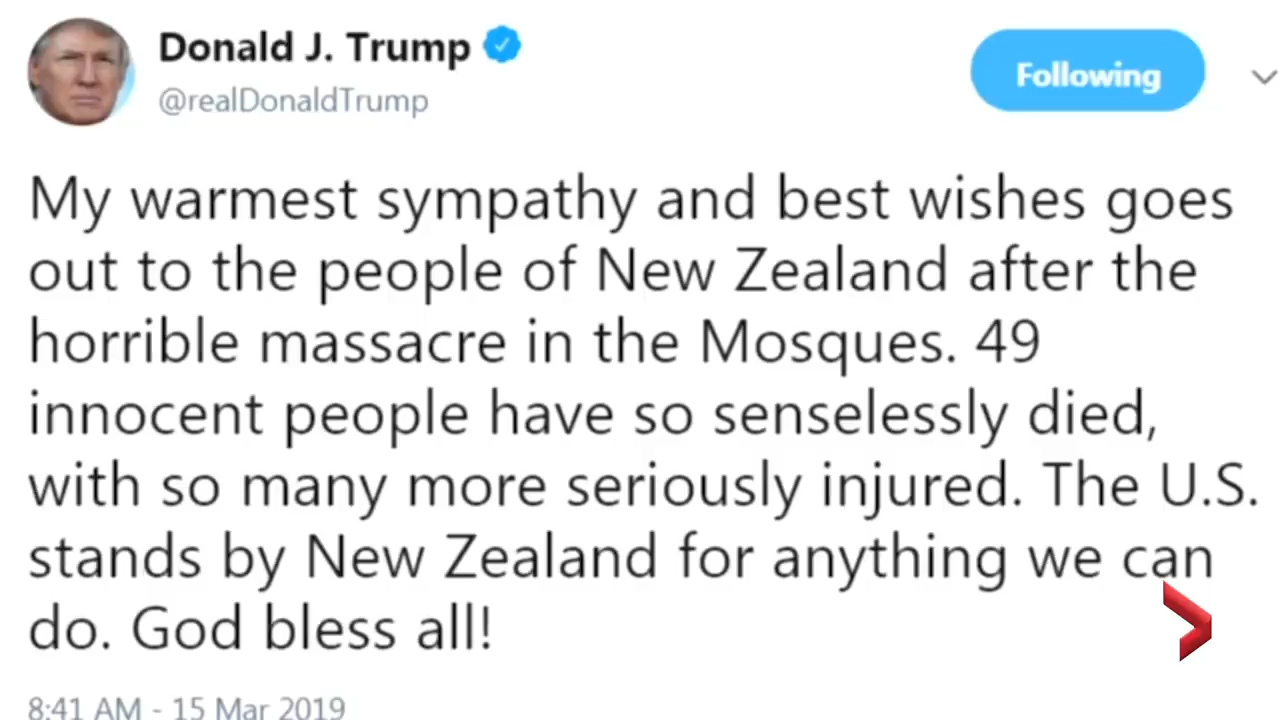 Donald J. Trump
@realDonaldTrump
Following
My warmest sympathy and best wishes goes
out to the people of New Zealand after the
horrible massacre in the Mosques. 49
innocent people have so senselessly died,
with so many more seriously injured. The U.S.
stands by New Zealand for anything we can
do. God bless all!
8:41 AM - 15 Mar 2019